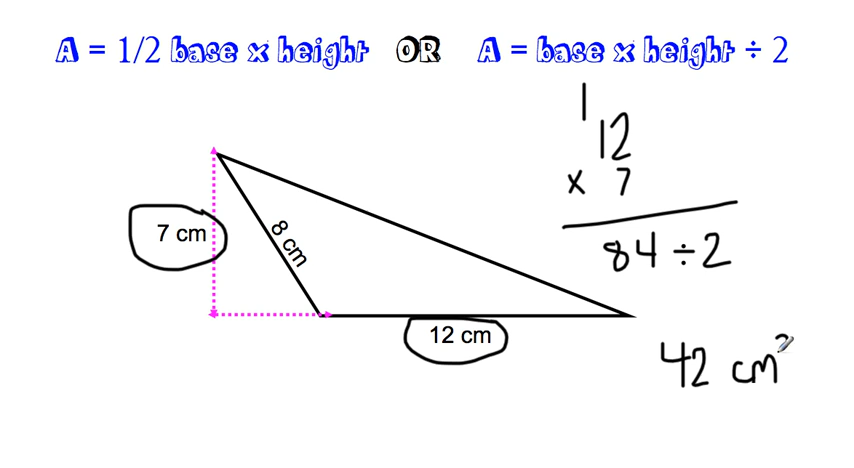 A = 1/2 base x height OR A = base x height ÷ 2
1
12
x 7
84 ÷ 2
7 cm
8 cm
12 cm
42 cm²